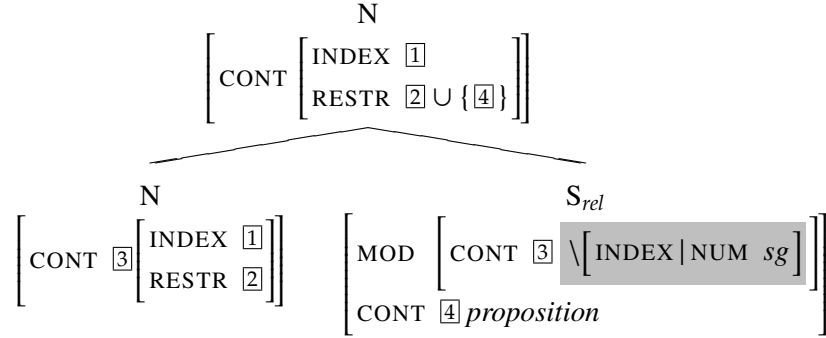 N
[CONT [INDEX 1
RESTR 2 ∪ {4}]]
N
[CONT 3 [INDEX 1
RESTR 2]]
S_rel
[MOD [CONT 3 \[INDEX|NUM sg]]
CONT 4 proposition]